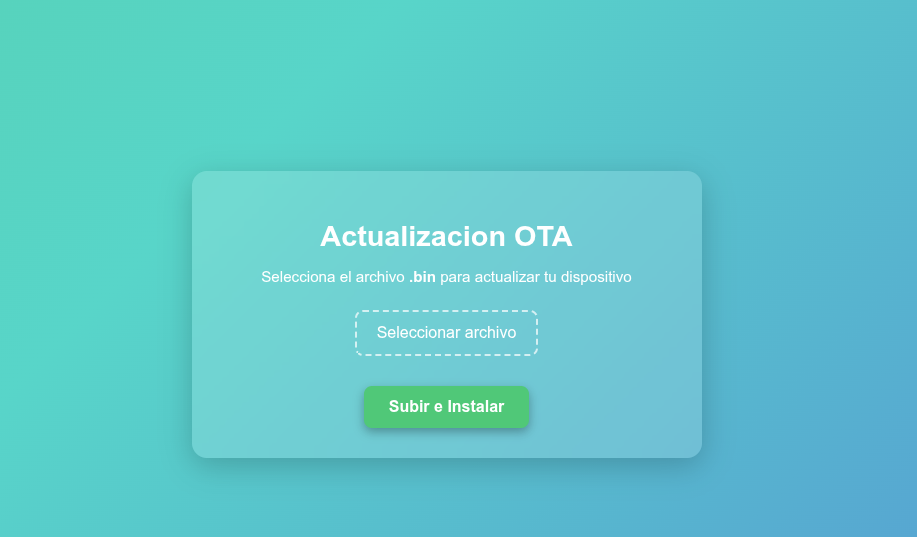 Actualizacion OTA
Selecciona el archivo .bin para actualizar tu dispositivo
Seleccionar archivo
Subir e Instalar